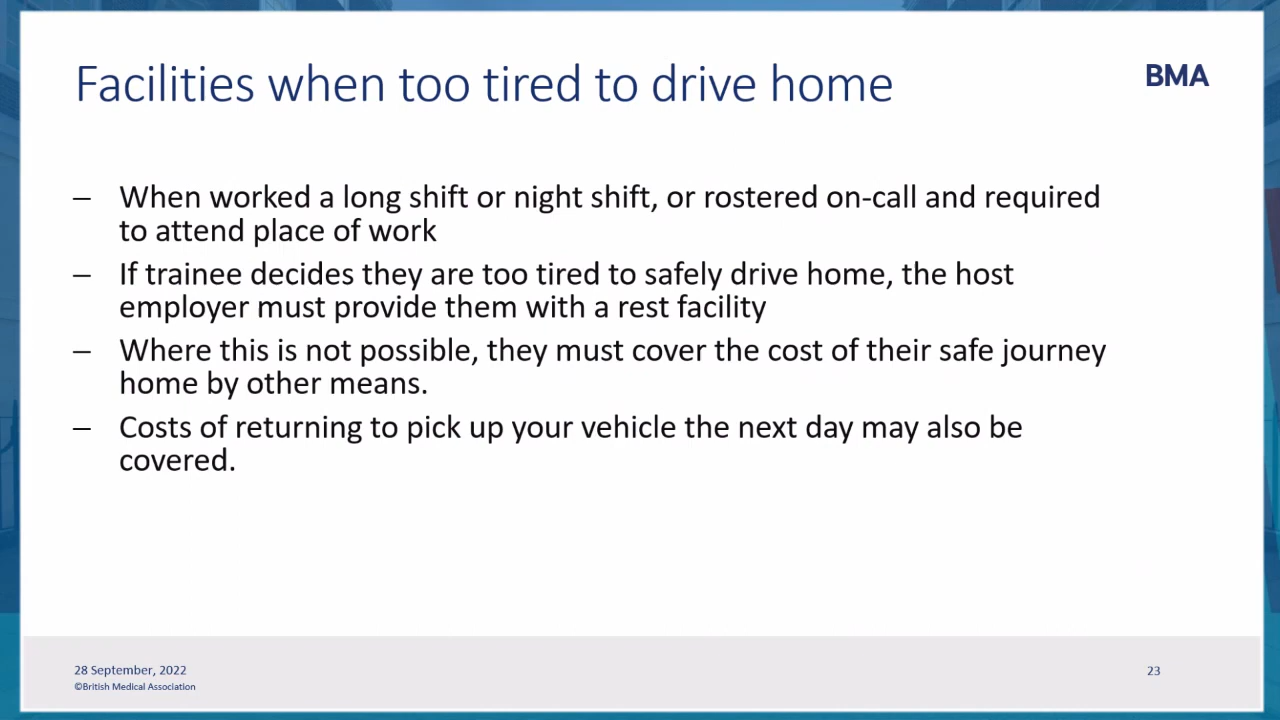 Facilities when too tired to drive home
BMA
– When worked a long shift or night shift, or rostered on-call and required
to attend place of work
– If trainee decides they are too tired to safely drive home, the host
employer must provide them with a rest facility
– Where this is not possible, they must cover the cost of their safe journey
home by other means.
– Costs of returning to pick up your vehicle the next day may also be
covered.
28 September, 2022
©British Medical Association
23